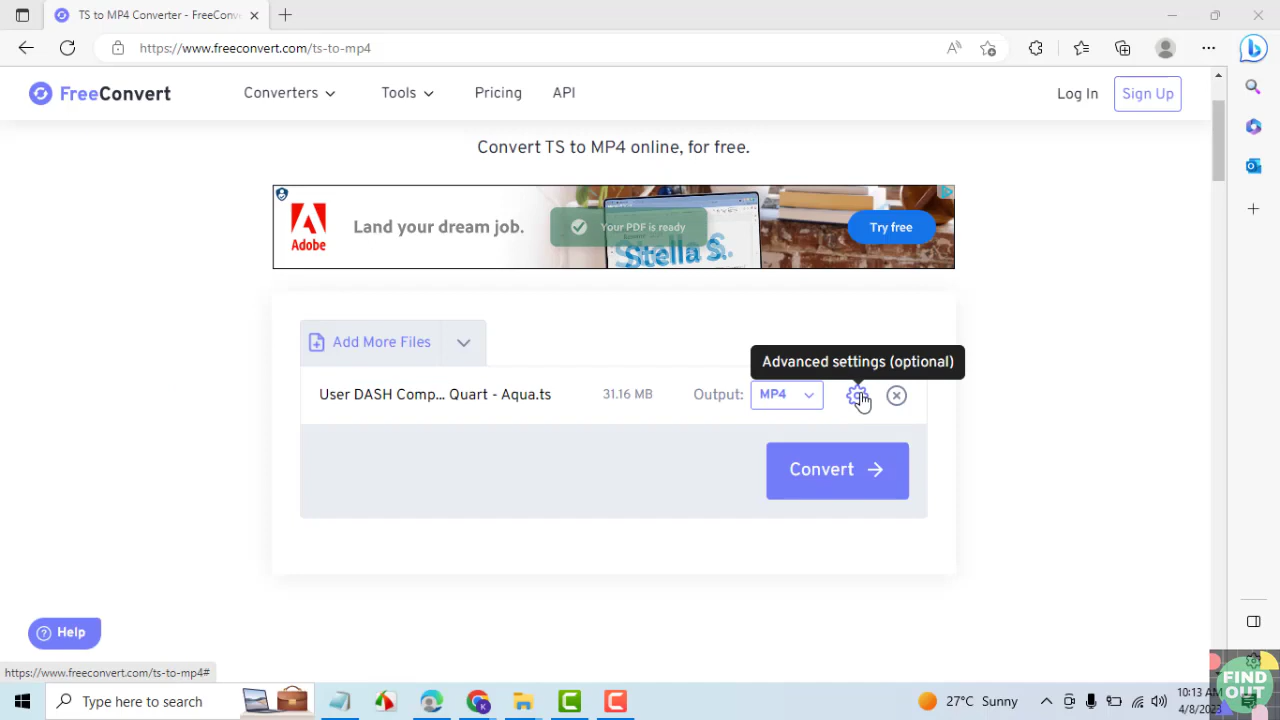 TS to MP4 Converter - FreeConv
https://www.freeconvert.com/ts-to-mp4
FreeConvert
Converters
Tools
Pricing
API
Log In
Sign Up
Convert TS to MP4 online, for free.
Adobe
Land your dream job.
Your PDF is ready
Stella S.
Try free
Add More Files
Advanced settings (optional)
User DASH Comp... Quart - Aqua.ts
31.16 MB
Output:
MP4
Convert
Help
https://www.freeconvert.com/ts-to-mp4#
Type here to search
27°C Sunny
10:13 AM
4/8/2023
FIND
OUT